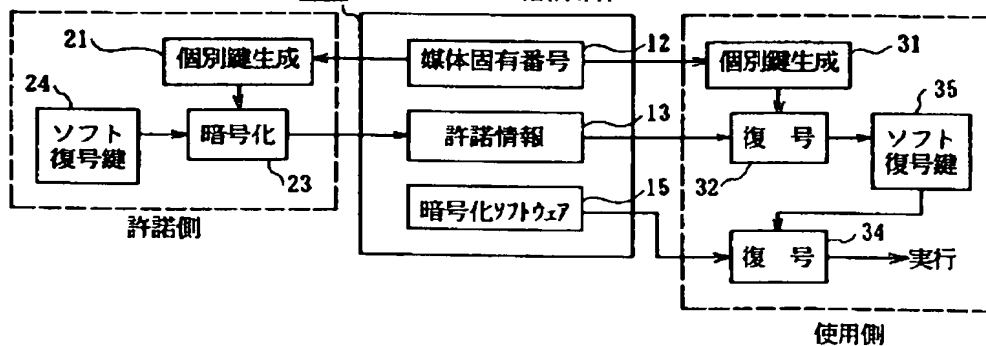 21
個別鍵生成
媒体固有番号
12
個別鍵生成
31
24
ソフト
復号鍵
暗号化
23
許諾情報
13
復 号
32
35
ソフト
復号鍵
15
暗号化ソフトウェア
許諾側
復 号
34
実行
使用側